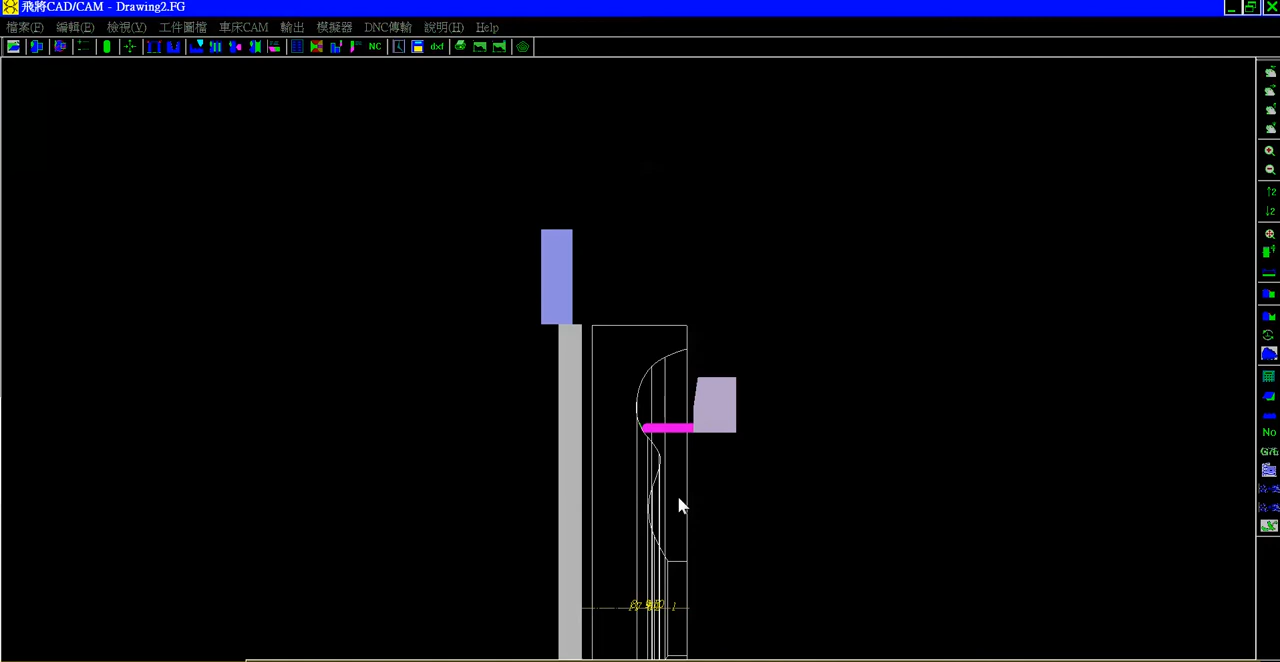 飛將CAD/CAM - Drawing2.FG
檔案(F) 編輯(E) 檢視(V) 工件圖檔 車床CAM 輸出 模擬器 DNC傳輸 說明(H) Help
NC dxf
No
G76